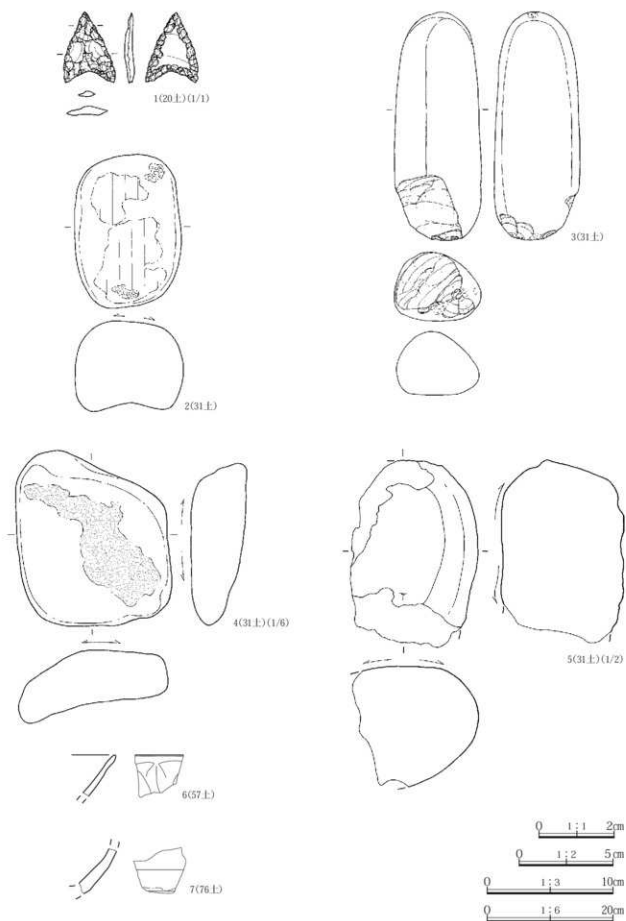 1(20土)(1/1)
2(31土)
3(31土)
4(31土)(1/6)
5(31土)(1/2)
6(57土)
7(76土)
0 1:1 2cm
0 1:2 5cm
0 1:3 10cm
0 1:6 20cm